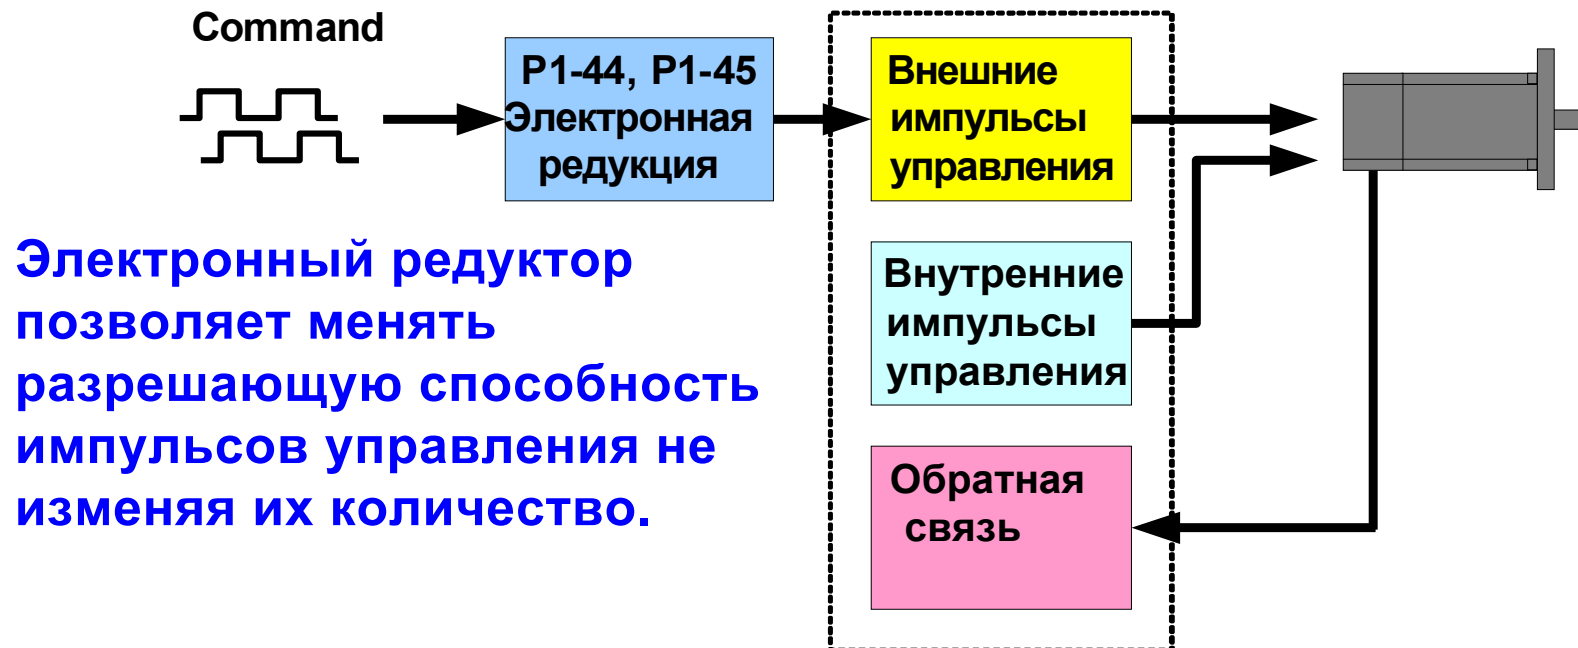 Command
P1-44, P1-45
Электронная
редукция
Внешние
импульсы
управления
Электронный редуктор
позволяет менять
разрешающую способность
импульсов управления не
изменяя их количество.
Внутренние
импульсы
управления
Обратная
связь